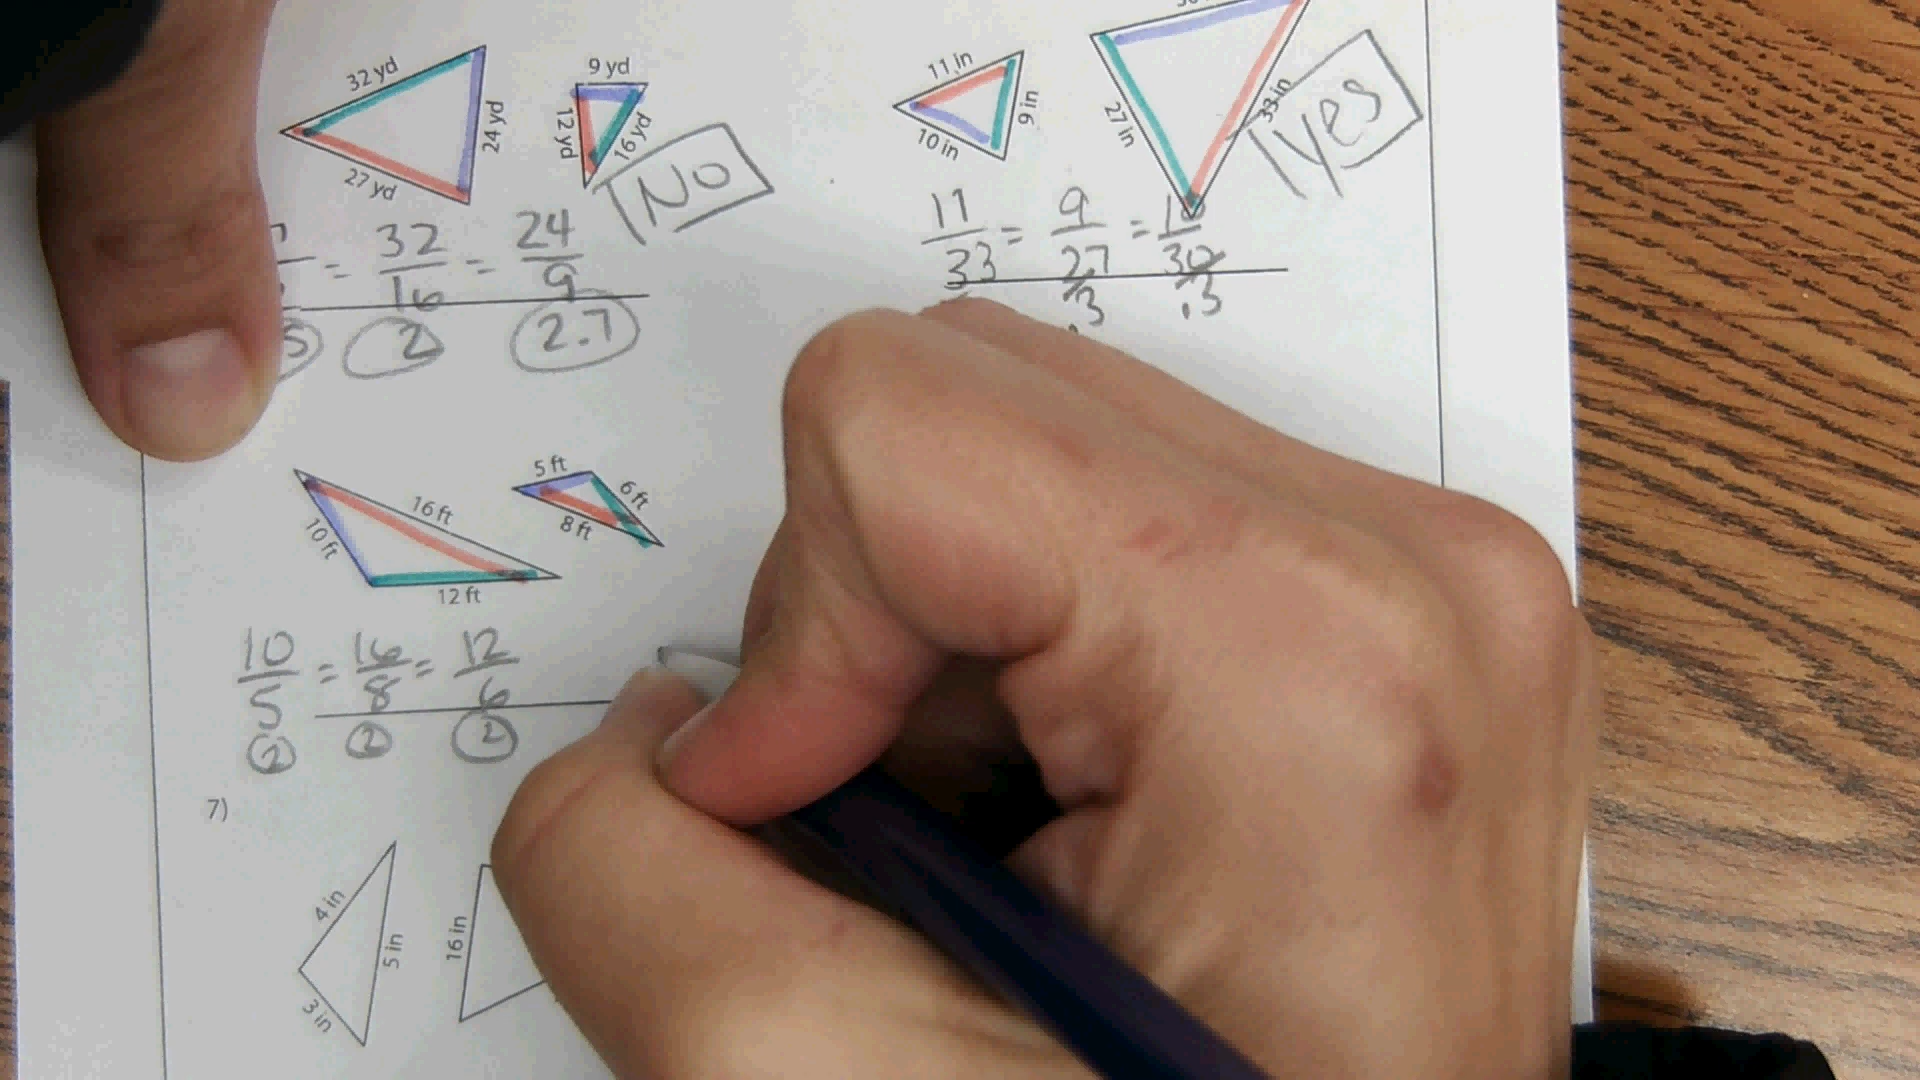 32 yd
24 yd
27 yd
9 yd
12 yd
16 yd
No
= 32/16 = 24/9
2 2.7
11 in
9 in
10 in
27 in
33 in
yes
11/33 = 9/27 = 10/30
.3 .3
10 ft
16 ft
12 ft
5 ft
6 ft
8 ft
10/5 = 16/8 = 12/6
2 2 2
7)
4 in
5 in
3 in
16 in